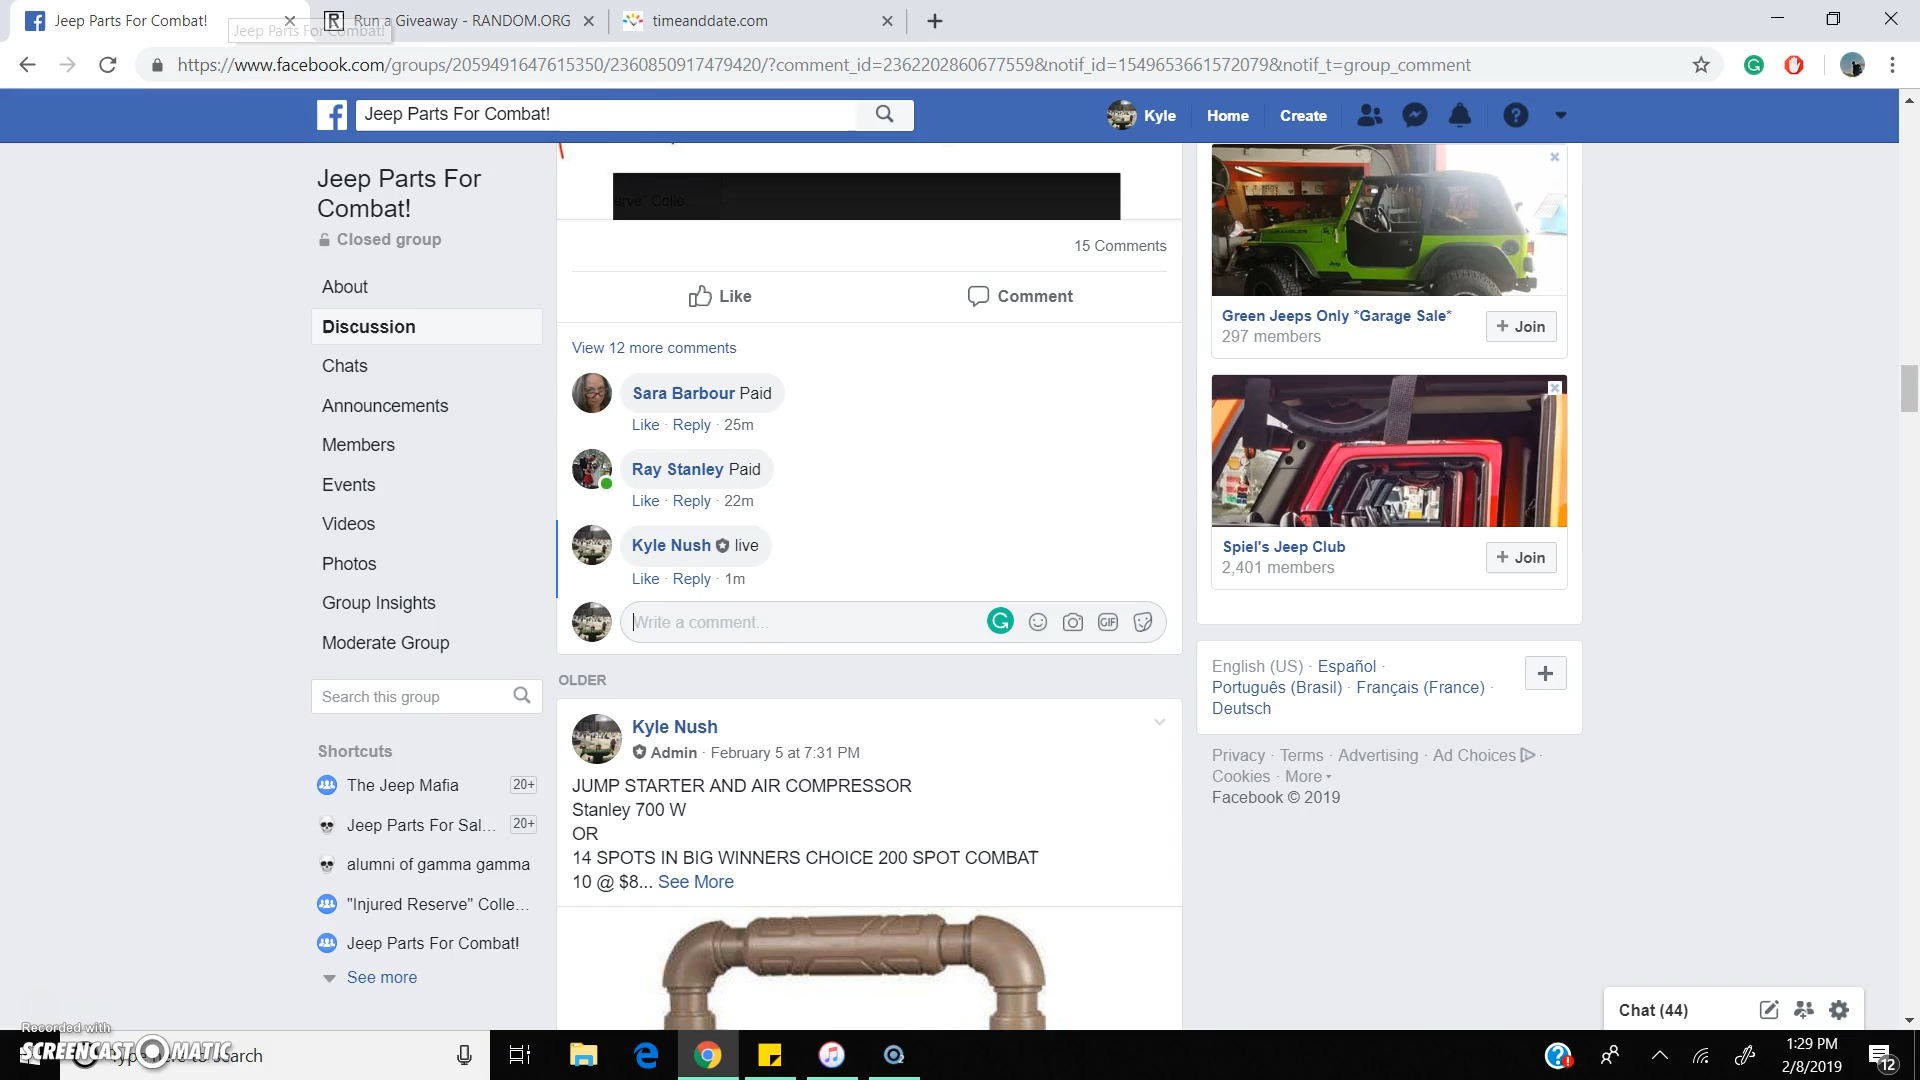 Jeep Parts For Combat!
Run a Giveaway - RANDOM.ORG
timeanddate.com
Jeep Parts For Combat!
https://www.facebook.com/groups/2059491647615350/2360850917479420/?comment_id=2362202860677559&notif_id=1549653661572079&notif_t=group_comment
Jeep Parts For Combat!
Kyle
Home
Create
Jeep Parts For
Combat!
Closed group
About
Discussion
Chats
Announcements
Members
Events
Videos
Photos
Group Insights
Moderate Group
Search this group
Shortcuts
The Jeep Mafia 20+
Jeep Parts For Sal... 20+
alumni of gamma gamma
"Injured Reserve" Colle...
Jeep Parts For Combat!
See more
15 Comments
Like
Comment
View 12 more comments
Sara Barbour Paid
Like · Reply · 25m
Ray Stanley Paid
Like · Reply · 22m
Kyle Nush live
Like · Reply · 1m
Write a comment...
GIF
OLDER
Kyle Nush
Admin · February 5 at 7:31 PM
JUMP STARTER AND AIR COMPRESSOR
Stanley 700 W
OR
14 SPOTS IN BIG WINNERS CHOICE 200 SPOT COMBAT
10 @ $8... See More
Green Jeeps Only *Garage Sale*
297 members
+ Join
Spiel's Jeep Club
2,401 members
+ Join
English (US) · Español ·
Português (Brasil) · Français (France) ·
Deutsch
Privacy · Terms · Advertising · Ad Choices ·
Cookies · More
Facebook © 2019
Chat (44)
Recorded with
SCREENCAST-O-MATIC
Type here to search
1:29 PM
2/8/2019
12